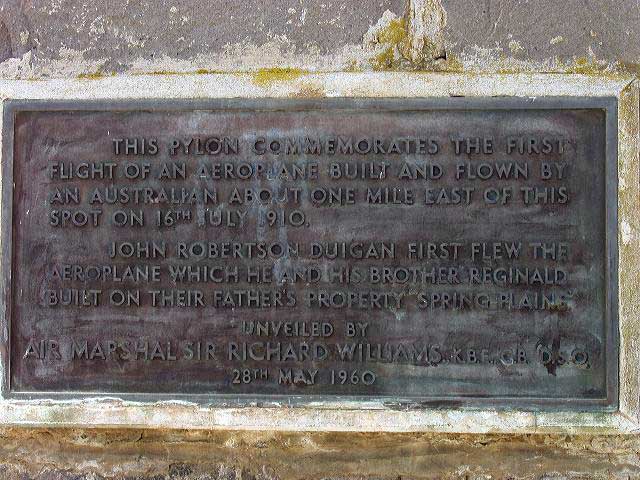 THIS PYLON COMMEMORATES THE FIRST
FLIGHT OF AN AEROPLANE BUILT AND FLOWN BY
AN AUSTRALIAN ABOUT ONE MILE EAST OF THIS
SPOT ON 16TH JULY 1910.
JOHN ROBERTSON DUIGAN FIRST FLEW THE
AEROPLANE WHICH HE AND HIS BROTHER REGINALD
BUILT ON THEIR FATHER'S PROPERTY "SPRING PLAINS"
UNVEILED BY
AIR MARSHAL SIR RICHARD WILLIAMS, K.B.E., C.B., D.S.O.
28TH MAY 1960